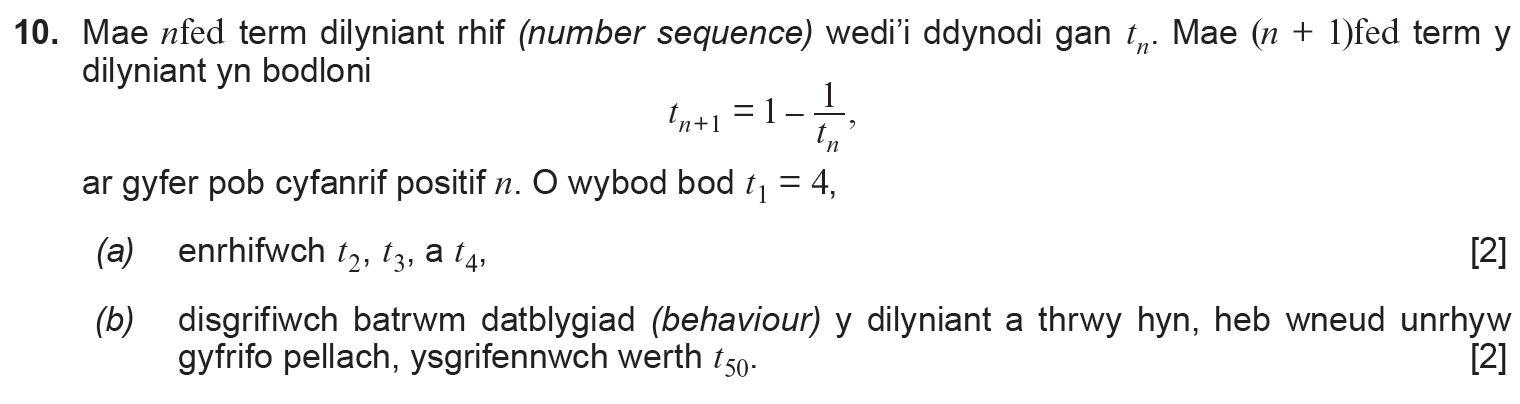 10. Mae nfed term dilyniant rhif (number sequence) wedi'i ddynodi gan tₙ. Mae (n + 1)fed term y
dilyniant yn bodloni
tₙ₊₁ = 1 – 1/tₙ,
ar gyfer pob cyfanrif positif n. O wybod bod t₁ = 4,
(a) enrhifwch t₂, t₃, a t₄, [2]
(b) disgrifiwch batrwm datblygiad (behaviour) y dilyniant a thrwy hyn, heb wneud unrhyw
gyfrifo pellach, ysgrifennwch werth t₅₀. [2]